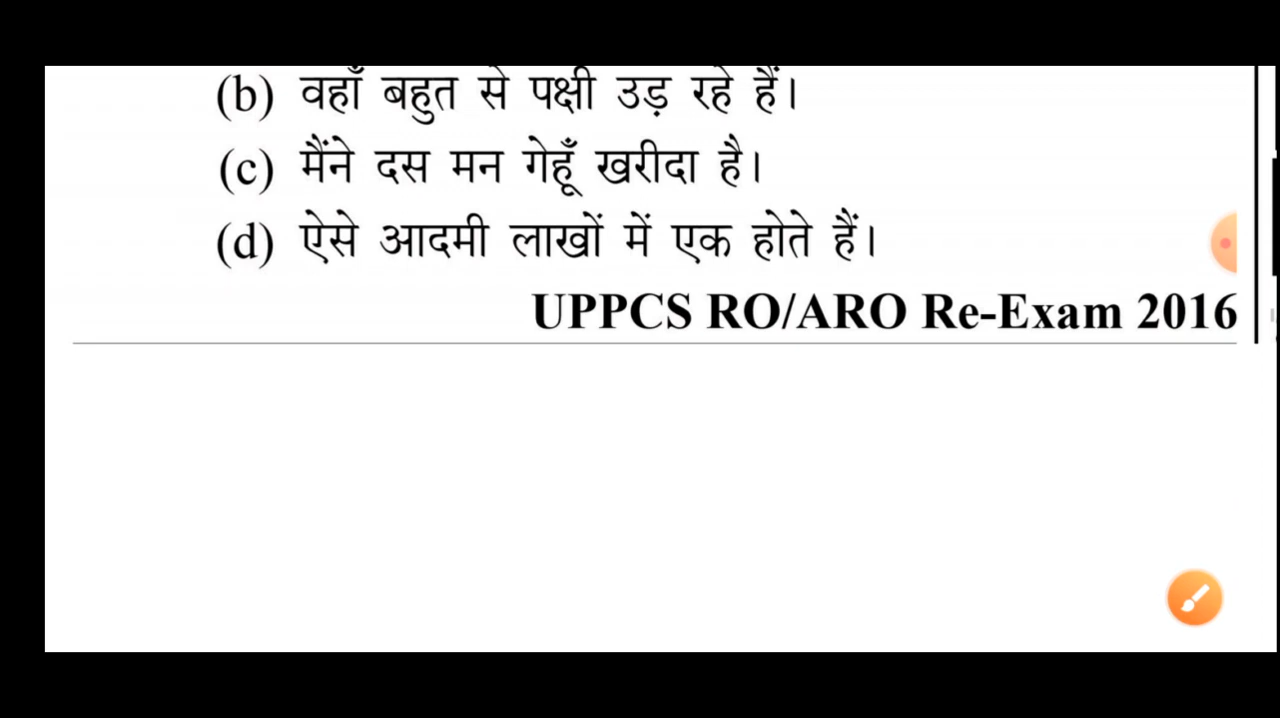 (b) वहाँ बहुत से पक्षी उड़ रहे हैं।
(c) मैंने दस मन गेहूँ खरीदा है।
(d) ऐसे आदमी लाखों में एक होते हैं।
UPPCS RO/ARO Re-Exam 2016